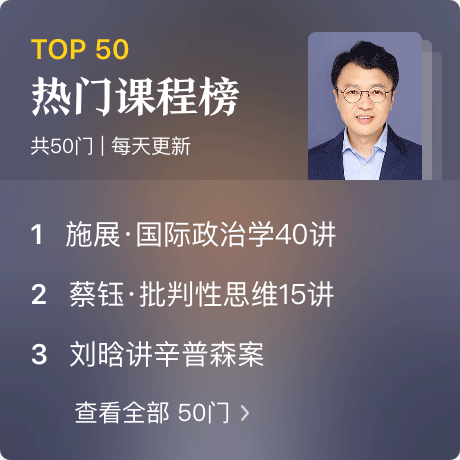 TOP 50
热门课程榜
共50门 | 每天更新
1 施展·国际政治学40讲
2 蔡钰·批判性思维15讲
3 刘晗讲辛普森案
查看全部 50门 >